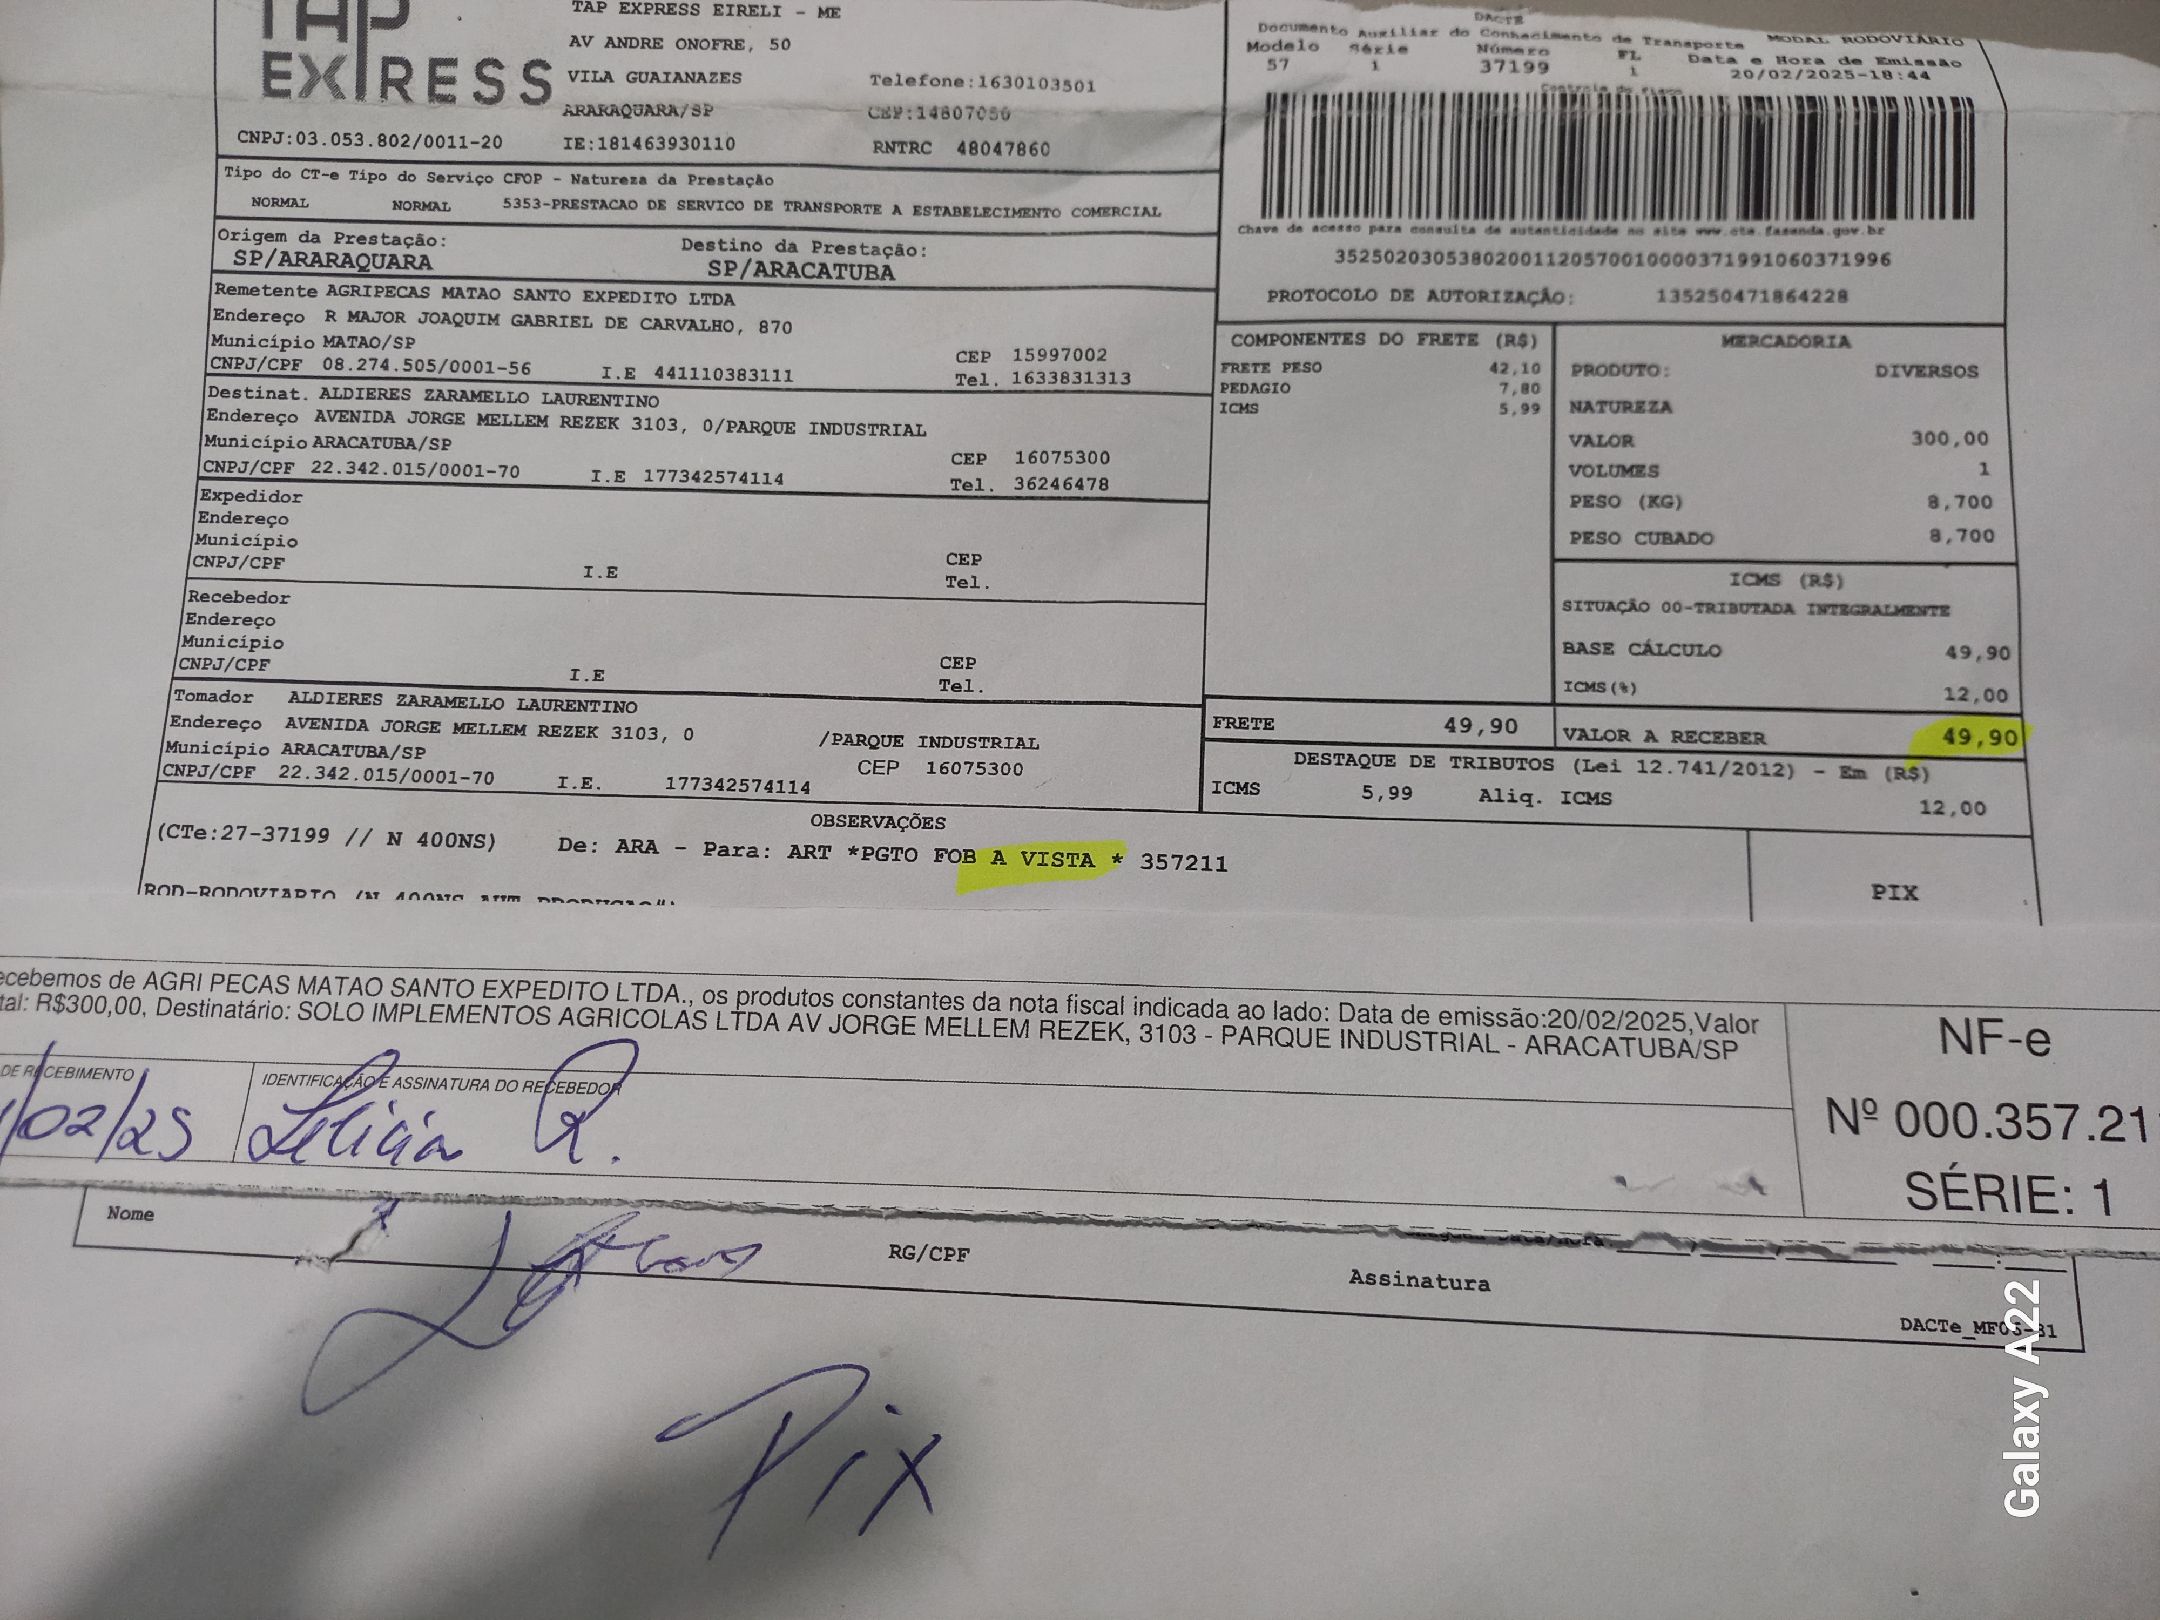 TAP
EXPRESS
TAP EXPRESS EIRELI - ME
AV ANDRE ONOFRE, 50
VILA GUAIANAZES
Telefone:1630103501
ARARAQUARA/SP
CEP:14807050
CNPJ:03.053.802/0011-20
IE:181463930110
RNTRC 48047860
DACTE
Documento Auxiliar do Conhecimento de Transporte MODAL RODOVIÁRIO
Modelo Série Número FL Data e Hora de Emissão
57 1 37199 1 20/02/2025-18:44
Controle do Fisco
Chave de acesso para consulta de autenticidade no site www.cte.fazenda.gov.br
35250203053802001120570010000371991060371996
PROTOCOLO DE AUTORIZAÇÃO: 135250471864228
Tipo do CT-e Tipo do Serviço CFOP - Natureza da Prestação
NORMAL NORMAL 5353-PRESTACAO DE SERVICO DE TRANSPORTE A ESTABELECIMENTO COMERCIAL
Origem da Prestação: Destino da Prestação:
SP/ARARAQUARA SP/ARACATUBA
Remetente AGRIPECAS MATAO SANTO EXPEDITO LTDA
Endereço R MAJOR JOAQUIM GABRIEL DE CARVALHO, 870
Município MATAO/SP CEP 15997002
CNPJ/CPF 08.274.505/0001-56 I.E 441110383111 Tel. 1633831313
Destinat. ALDIERES ZARAMELLO LAURENTINO
Endereço AVENIDA JORGE MELLEM REZEK 3103, 0/PARQUE INDUSTRIAL
Município ARACATUBA/SP CEP 16075300
CNPJ/CPF 22.342.015/0001-70 I.E 177342574114 Tel. 36246478
Expedidor
Endereço
Município CEP
CNPJ/CPF I.E Tel.
Recebedor
Endereço
Município CEP
CNPJ/CPF I.E Tel.
Tomador ALDIERES ZARAMELLO LAURENTINO
Endereço AVENIDA JORGE MELLEM REZEK 3103, 0 /PARQUE INDUSTRIAL
Município ARACATUBA/SP CEP 16075300
CNPJ/CPF 22.342.015/0001-70 I.E. 177342574114
COMPONENTES DO FRETE (R$)
FRETE PESO 42,10
PEDAGIO 7,80
ICMS 5,99
MERCADORIA
PRODUTO: DIVERSOS
NATUREZA
VALOR 300,00
VOLUMES 1
PESO (KG) 8,700
PESO CUBADO 8,700
ICMS (R$)
SITUAÇÃO 00-TRIBUTADA INTEGRALMENTE
BASE CÁLCULO 49,90
ICMS(%) 12,00
FRETE 49,90 VALOR A RECEBER 49,90
DESTAQUE DE TRIBUTOS (Lei 12.741/2012) - Em (R$)
ICMS 5,99 Aliq. ICMS 12,00
OBSERVAÇÕES
(CTe:27-37199 // N 400NS) De: ARA - Para: ART *PGTO FOB A VISTA * 357211
PIX
ROD-RODOVIARIO (N 400NS AUT PRODUCAO#)
ecebemos de AGRI PECAS MATAO SANTO EXPEDITO LTDA., os produtos constantes da nota fiscal indicada ao lado: Data de emissão:20/02/2025,Valor
tal: R$300,00, Destinatário: SOLO IMPLEMENTOS AGRICOLAS LTDA AV JORGE MELLEM REZEK, 3103 - PARQUE INDUSTRIAL - ARACATUBA/SP
DE RECEBIMENTO
/02/25
IDENTIFICAÇÃO E ASSINATURA DO RECEBEDOR
Leticia R.
NF-e
Nº 000.357.21
SÉRIE: 1
Nome
RG/CPF
Assinatura
DACTe_MF05-81
Pix
Galaxy A22